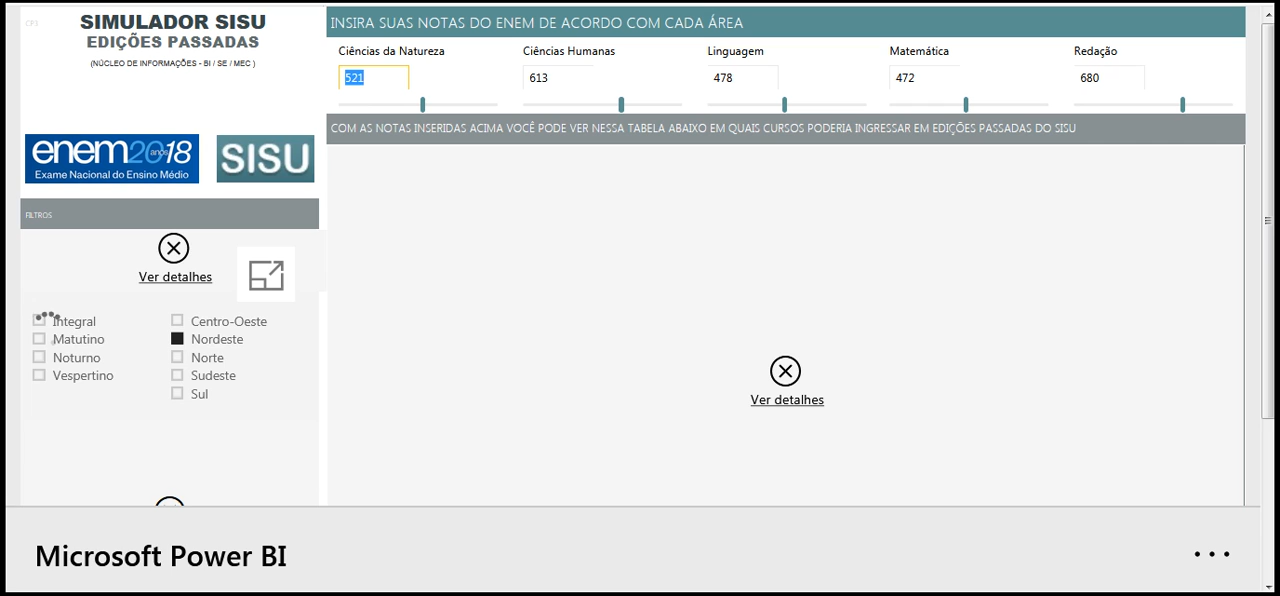 SIMULADOR SISU
EDIÇÕES PASSADAS
(NÚCLEO DE INFORMAÇÕES - BI / SE / MEC )
INSIRA SUAS NOTAS DO ENEM DE ACORDO COM CADA ÁREA
Ciências da Natureza
521
Ciências Humanas
613
Linguagem
478
Matemática
472
Redação
680
COM AS NOTAS INSERIDAS ACIMA VOCÊ PODE VER NESSA TABELA ABAIXO EM QUAIS CURSOS PODERIA INGRESSAR EM EDIÇÕES PASSADAS DO SISU
enem2018
anos
Exame Nacional do Ensino Médio
SISU
FILTROS
Ver detalhes
Integral
Matutino
Noturno
Vespertino
Centro-Oeste
Nordeste
Norte
Sudeste
Sul
Ver detalhes
Microsoft Power BI